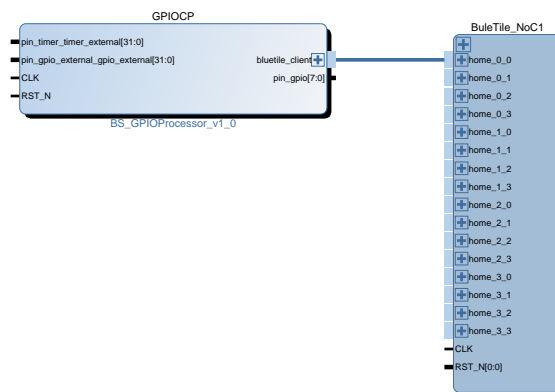 GPIOCP
pin_timer_timer_external[31:0]
pin_gpio_external_gpio_external[31:0]
CLK
RST_N
bluetile_client
pin_gpio[7:0]
BS_GPIOProcessor_v1_0
BuleTile_NoC1
home_0_0
home_0_1
home_0_2
home_0_3
home_1_0
home_1_1
home_1_2
home_1_3
home_2_0
home_2_1
home_2_2
home_2_3
home_3_0
home_3_1
home_3_2
home_3_3
CLK
RST_N[0:0]